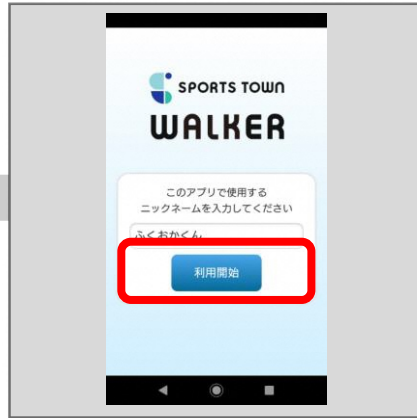 SPORTS TOWN
WALKER
このアプリで使用する
ニックネームを入力してください
ふくおかくん
利用開始